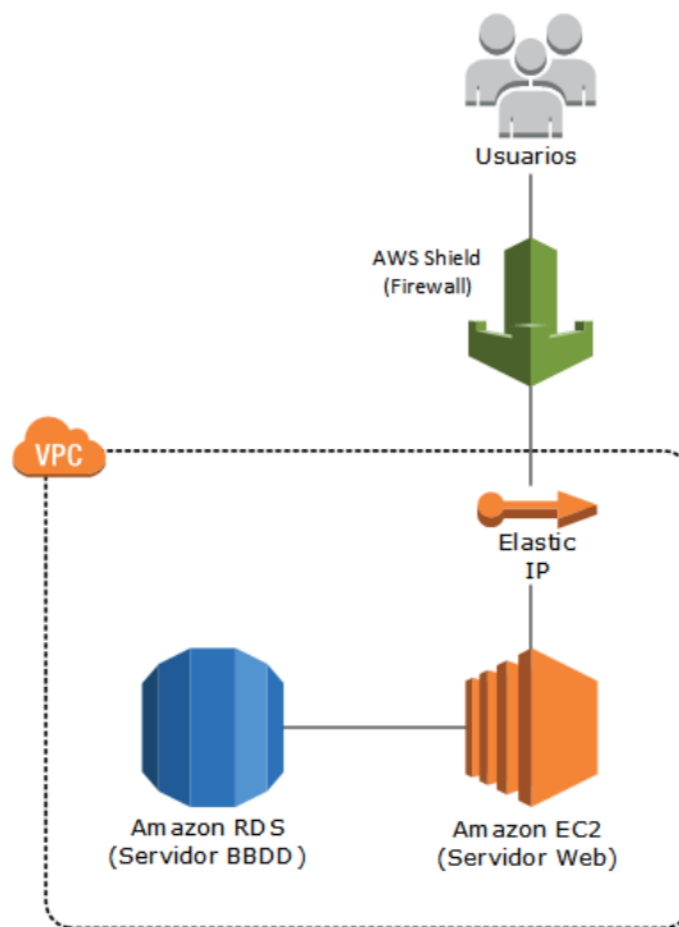 Usuarios
AWS Shield
(Firewall)
VPC
Elastic
IP
Amazon RDS
(Servidor BBDD)
Amazon EC2
(Servidor Web)